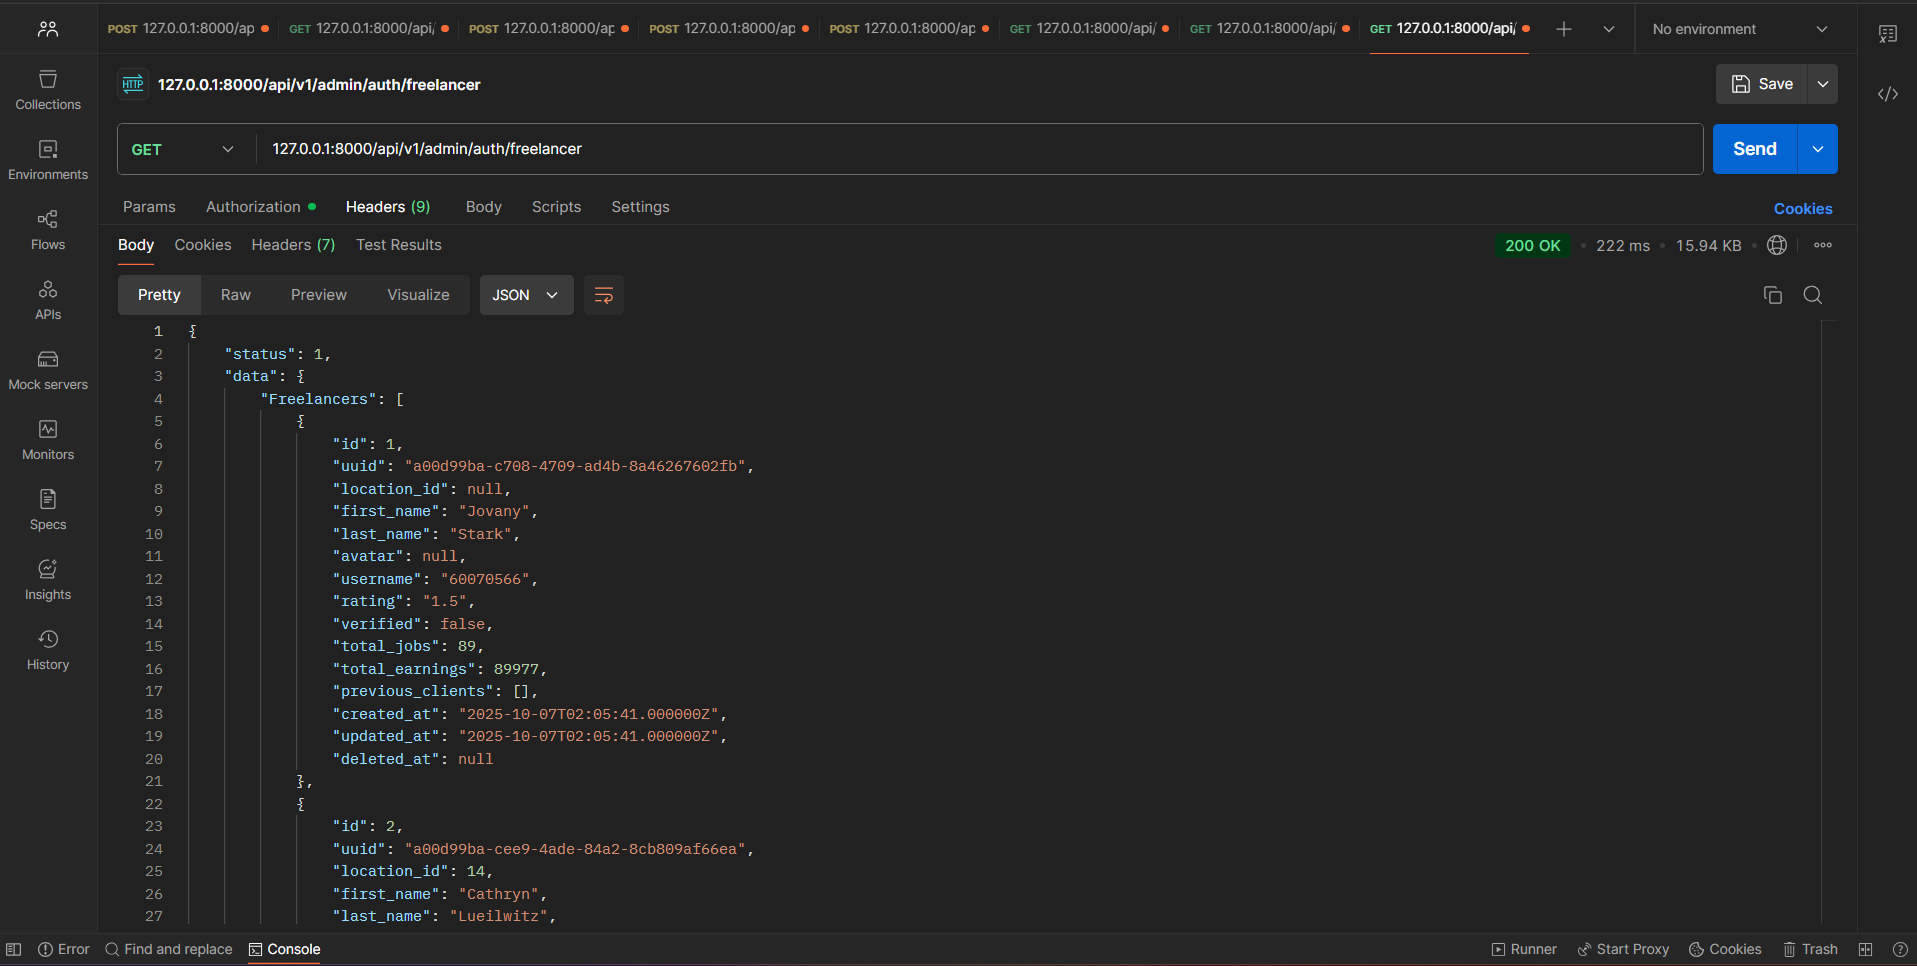 POST 127.0.0.1:8000/ap GET 127.0.0.1:8000/api/ POST 127.0.0.1:8000/ap POST 127.0.0.1:8000/ap POST 127.0.0.1:8000/ap GET 127.0.0.1:8000/api/ GET 127.0.0.1:8000/api/ GET 127.0.0.1:8000/api/ No environment
HTTP 127.0.0.1:8000/api/v1/admin/auth/freelancer Save
GET 127.0.0.1:8000/api/v1/admin/auth/freelancer Send
Params Authorization Headers (9) Body Scripts Settings Cookies
Body Cookies Headers (7) Test Results 200 OK 222 ms 15.94 KB
Pretty Raw Preview Visualize JSON
Collections
Environments
Flows
APIs
Mock servers
Monitors
Specs
Insights
History
1 {
2 "status": 1,
3 "data": {
4 "Freelancers": [
5 {
6 "id": 1,
7 "uuid": "a00d99ba-c708-4709-ad4b-8a46267602fb",
8 "location_id": null,
9 "first_name": "Jovany",
10 "last_name": "Stark",
11 "avatar": null,
12 "username": "60070566",
13 "rating": "1.5",
14 "verified": false,
15 "total_jobs": 89,
16 "total_earnings": 89977,
17 "previous_clients": [],
18 "created_at": "2025-10-07T02:05:41.000000Z",
19 "updated_at": "2025-10-07T02:05:41.000000Z",
20 "deleted_at": null
21 },
22 {
23 "id": 2,
24 "uuid": "a00d99ba-cee9-4ade-84a2-8cb809af66ea",
25 "location_id": 14,
26 "first_name": "Cathryn",
27 "last_name": "Lueilwitz",
Error Find and replace Console Runner Start Proxy Cookies Trash